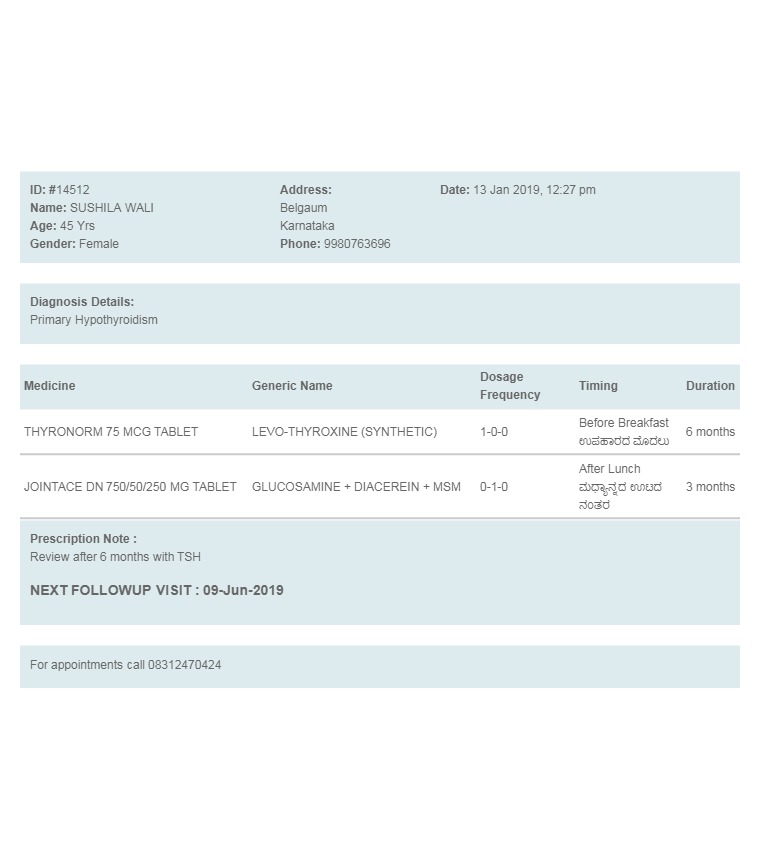 ID: #14512
Name: SUSHILA WALI
Age: 45 Yrs
Gender: Female
Address:
Belgaum
Karnataka
Phone: 9980763696
Date: 13 Jan 2019, 12:27 pm
Diagnosis Details:
Primary Hypothyroidism
Medicine Generic Name Dosage Frequency Timing Duration
THYRONORM 75 MCG TABLET LEVO-THYROXINE (SYNTHETIC) 1-0-0 Before Breakfast 6 months
ಉಪಹಾರದ ಮೊದಲು
JOINTACE DN 750/50/250 MG TABLET GLUCOSAMINE + DIACEREIN + MSM 0-1-0 After Lunch 3 months
ಮಧ್ಯಾನ್ನದ ಊಟದ
ನಂತರ
Prescription Note :
Review after 6 months with TSH
NEXT FOLLOWUP VISIT : 09-Jun-2019
For appointments call 08312470424